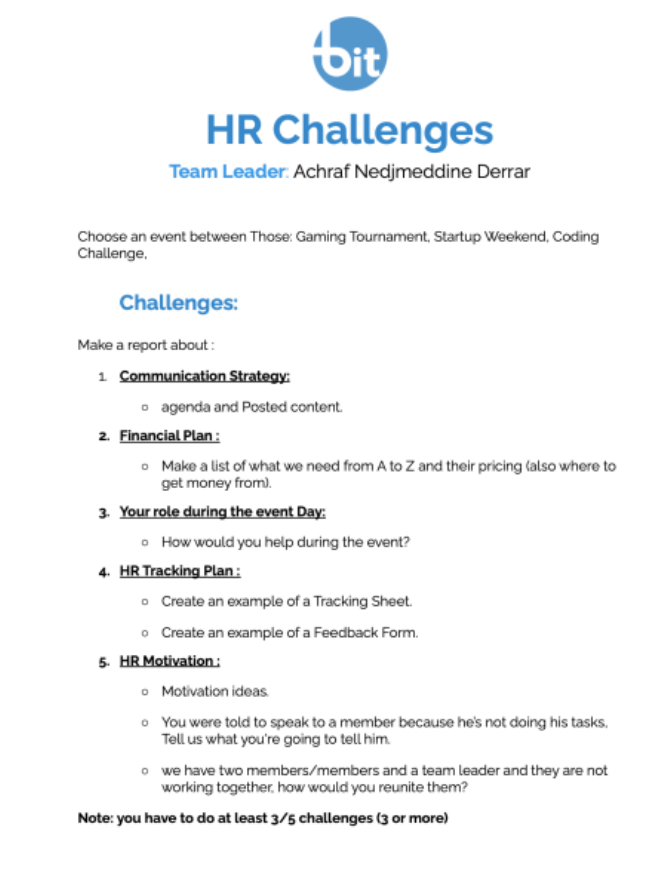 bit
HR Challenges
Team Leader: Achraf Nedjmeddine Derrar
Choose an event between Those: Gaming Tournament, Startup Weekend, Coding
Challenge,
Challenges:
Make a report about :
1. Communication Strategy:
o agenda and Posted content.
2. Financial Plan :
o Make a list of what we need from A to Z and their pricing (also where to
get money from).
3. Your role during the event Day:
o How would you help during the event?
4. HR Tracking Plan :
o Create an example of a Tracking Sheet.
o Create an example of a Feedback Form.
5. HR Motivation :
o Motivation ideas.
o You were told to speak to a member because he's not doing his tasks,
Tell us what you're going to tell him.
o we have two members/members and a team leader and they are not
working together, how would you reunite them?
Note: you have to do at least 3/5 challenges (3 or more)